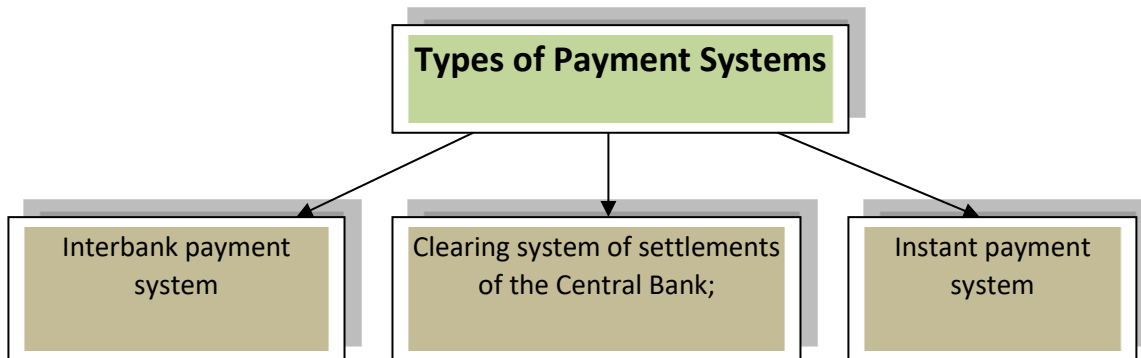 Types of Payment Systems
Interbank payment
system
Clearing system of settlements
of the Central Bank;
Instant payment
system